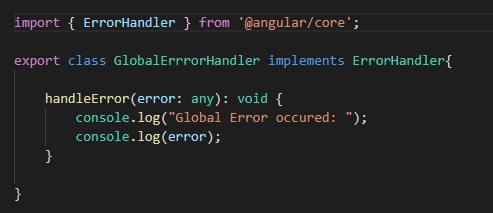 import { ErrorHandler } from '@angular/core';
export class GlobalErrrorHandler implements ErrorHandler{
handleError(error: any): void {
console.log("Global Error occured: ");
console.log(error);
}
}